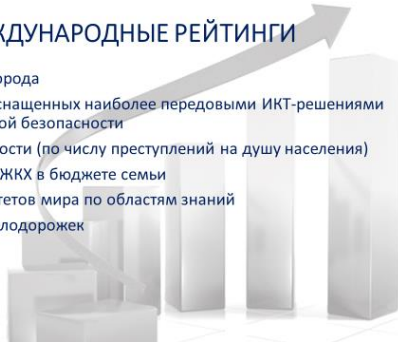 ЖДУНАРОДНЫЕ РЕЙТИНГИ
орода
снащенных наиболее передовыми ИКТ-решениями
ой безопасности
ости (по числу преступлений на душу населения)
ЖКХ в бюджете семьи
тетов мира по областям знаний
лодорожек